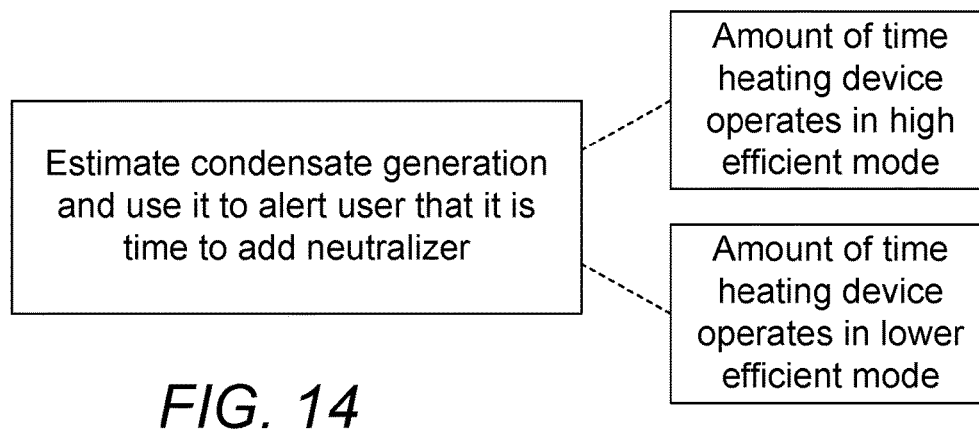 Estimate condensate generation
and use it to alert user that it is
time to add neutralizer
Amount of time
heating device
operates in high
efficient mode
Amount of time
heating device
operates in lower
efficient mode
FIG. 14